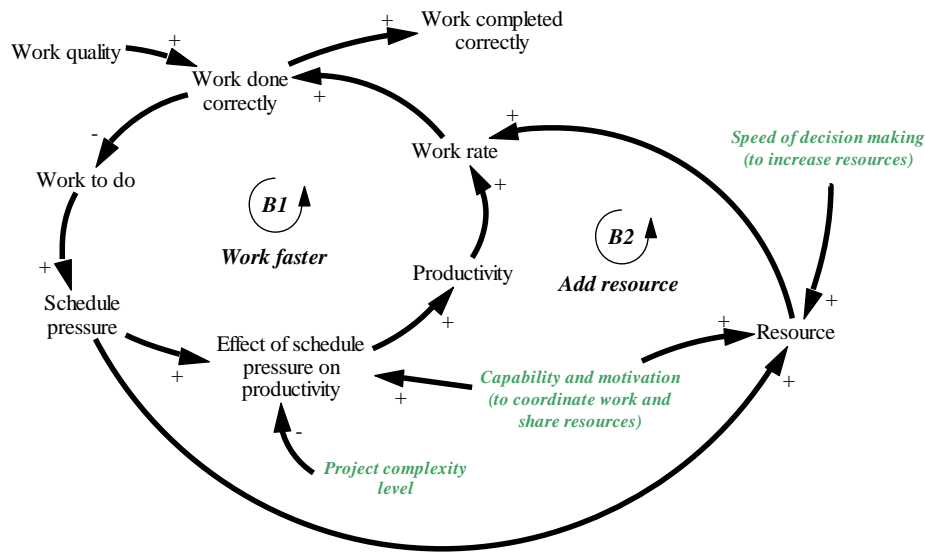 Work quality
+
Work done
correctly
+
Work completed
correctly
+
-
Work to do
+
Schedule
pressure
B1
Work faster
Work rate
+
+
Productivity
+
B2
Add resource
Speed of decision making
(to increase resources)
+
Resource
+
+
Effect of schedule
pressure on
productivity
+
+
-
Capability and motivation
(to coordinate work and
share resources)
Project complexity
level